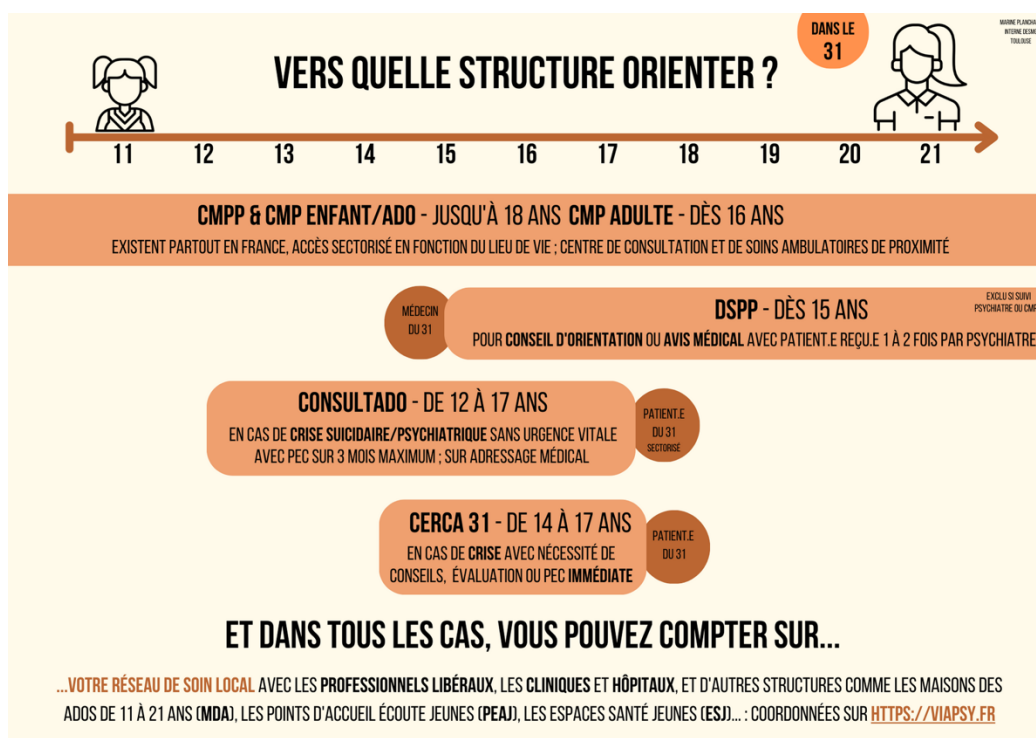 DANS LE
31
MARINE PLANCHA
INTERNE DESMG
TOULOUSE
VERS QUELLE STRUCTURE ORIENTER ?
11 12 13 14 15 16 17 18 19 20 21
CMPP & CMP ENFANT/ADO - JUSQU'À 18 ANS CMP ADULTE - DÈS 16 ANS
EXISTENT PARTOUT EN FRANCE, ACCÈS SECTORISÉ EN FONCTION DU LIEU DE VIE ; CENTRE DE CONSULTATION ET DE SOINS AMBULATOIRES DE PROXIMITÉ
MÉDECIN
DU 31
DSPP - DÈS 15 ANS
EXCLU SI SUIVI
PSYCHIATRE OU CMP
POUR CONSEIL D'ORIENTATION OU AVIS MÉDICAL AVEC PATIENT.E REÇU.E 1 À 2 FOIS PAR PSYCHIATRE
CONSULTADO - DE 12 À 17 ANS
EN CAS DE CRISE SUICIDAIRE/PSYCHIATRIQUE SANS URGENCE VITALE
AVEC PEC SUR 3 MOIS MAXIMUM ; SUR ADRESSAGE MÉDICAL
PATIENT.E
DU 31
SECTORISÉ
CERCA 31 - DE 14 À 17 ANS
EN CAS DE CRISE AVEC NÉCESSITÉ DE
CONSEILS, ÉVALUATION OU PEC IMMÉDIATE
PATIENT.E
DU 31
ET DANS TOUS LES CAS, VOUS POUVEZ COMPTER SUR...
...VOTRE RÉSEAU DE SOIN LOCAL AVEC LES PROFESSIONNELS LIBÉRAUX, LES CLINIQUES ET HÔPITAUX, ET D'AUTRES STRUCTURES COMME LES MAISONS DES
ADOS DE 11 À 21 ANS (MDA), LES POINTS D'ACCUEIL ÉCOUTE JEUNES (PEAJ), LES ESPACES SANTÉ JEUNES (ESJ)... : COORDONNÉES SUR HTTPS://VIAPSY.FR